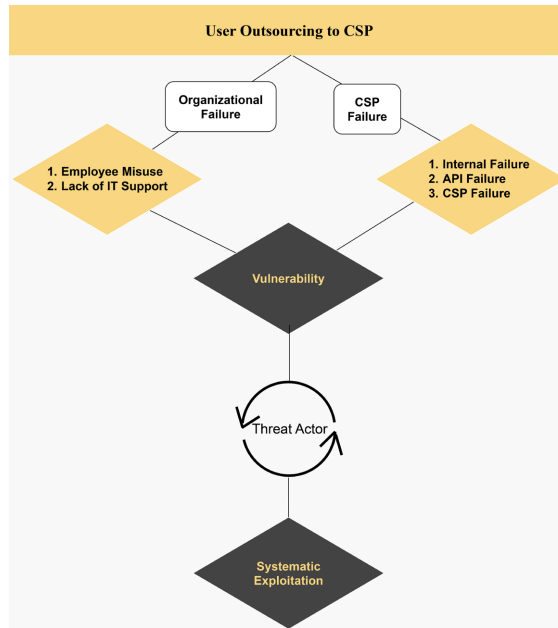 User Outsourcing to CSP
Organizational
Failure
CSP
Failure
1. Employee Misuse
2. Lack of IT Support
1. Internal Failure
2. API Failure
3. CSP Failure
Vulnerability
Threat Actor
Systematic
Exploitation